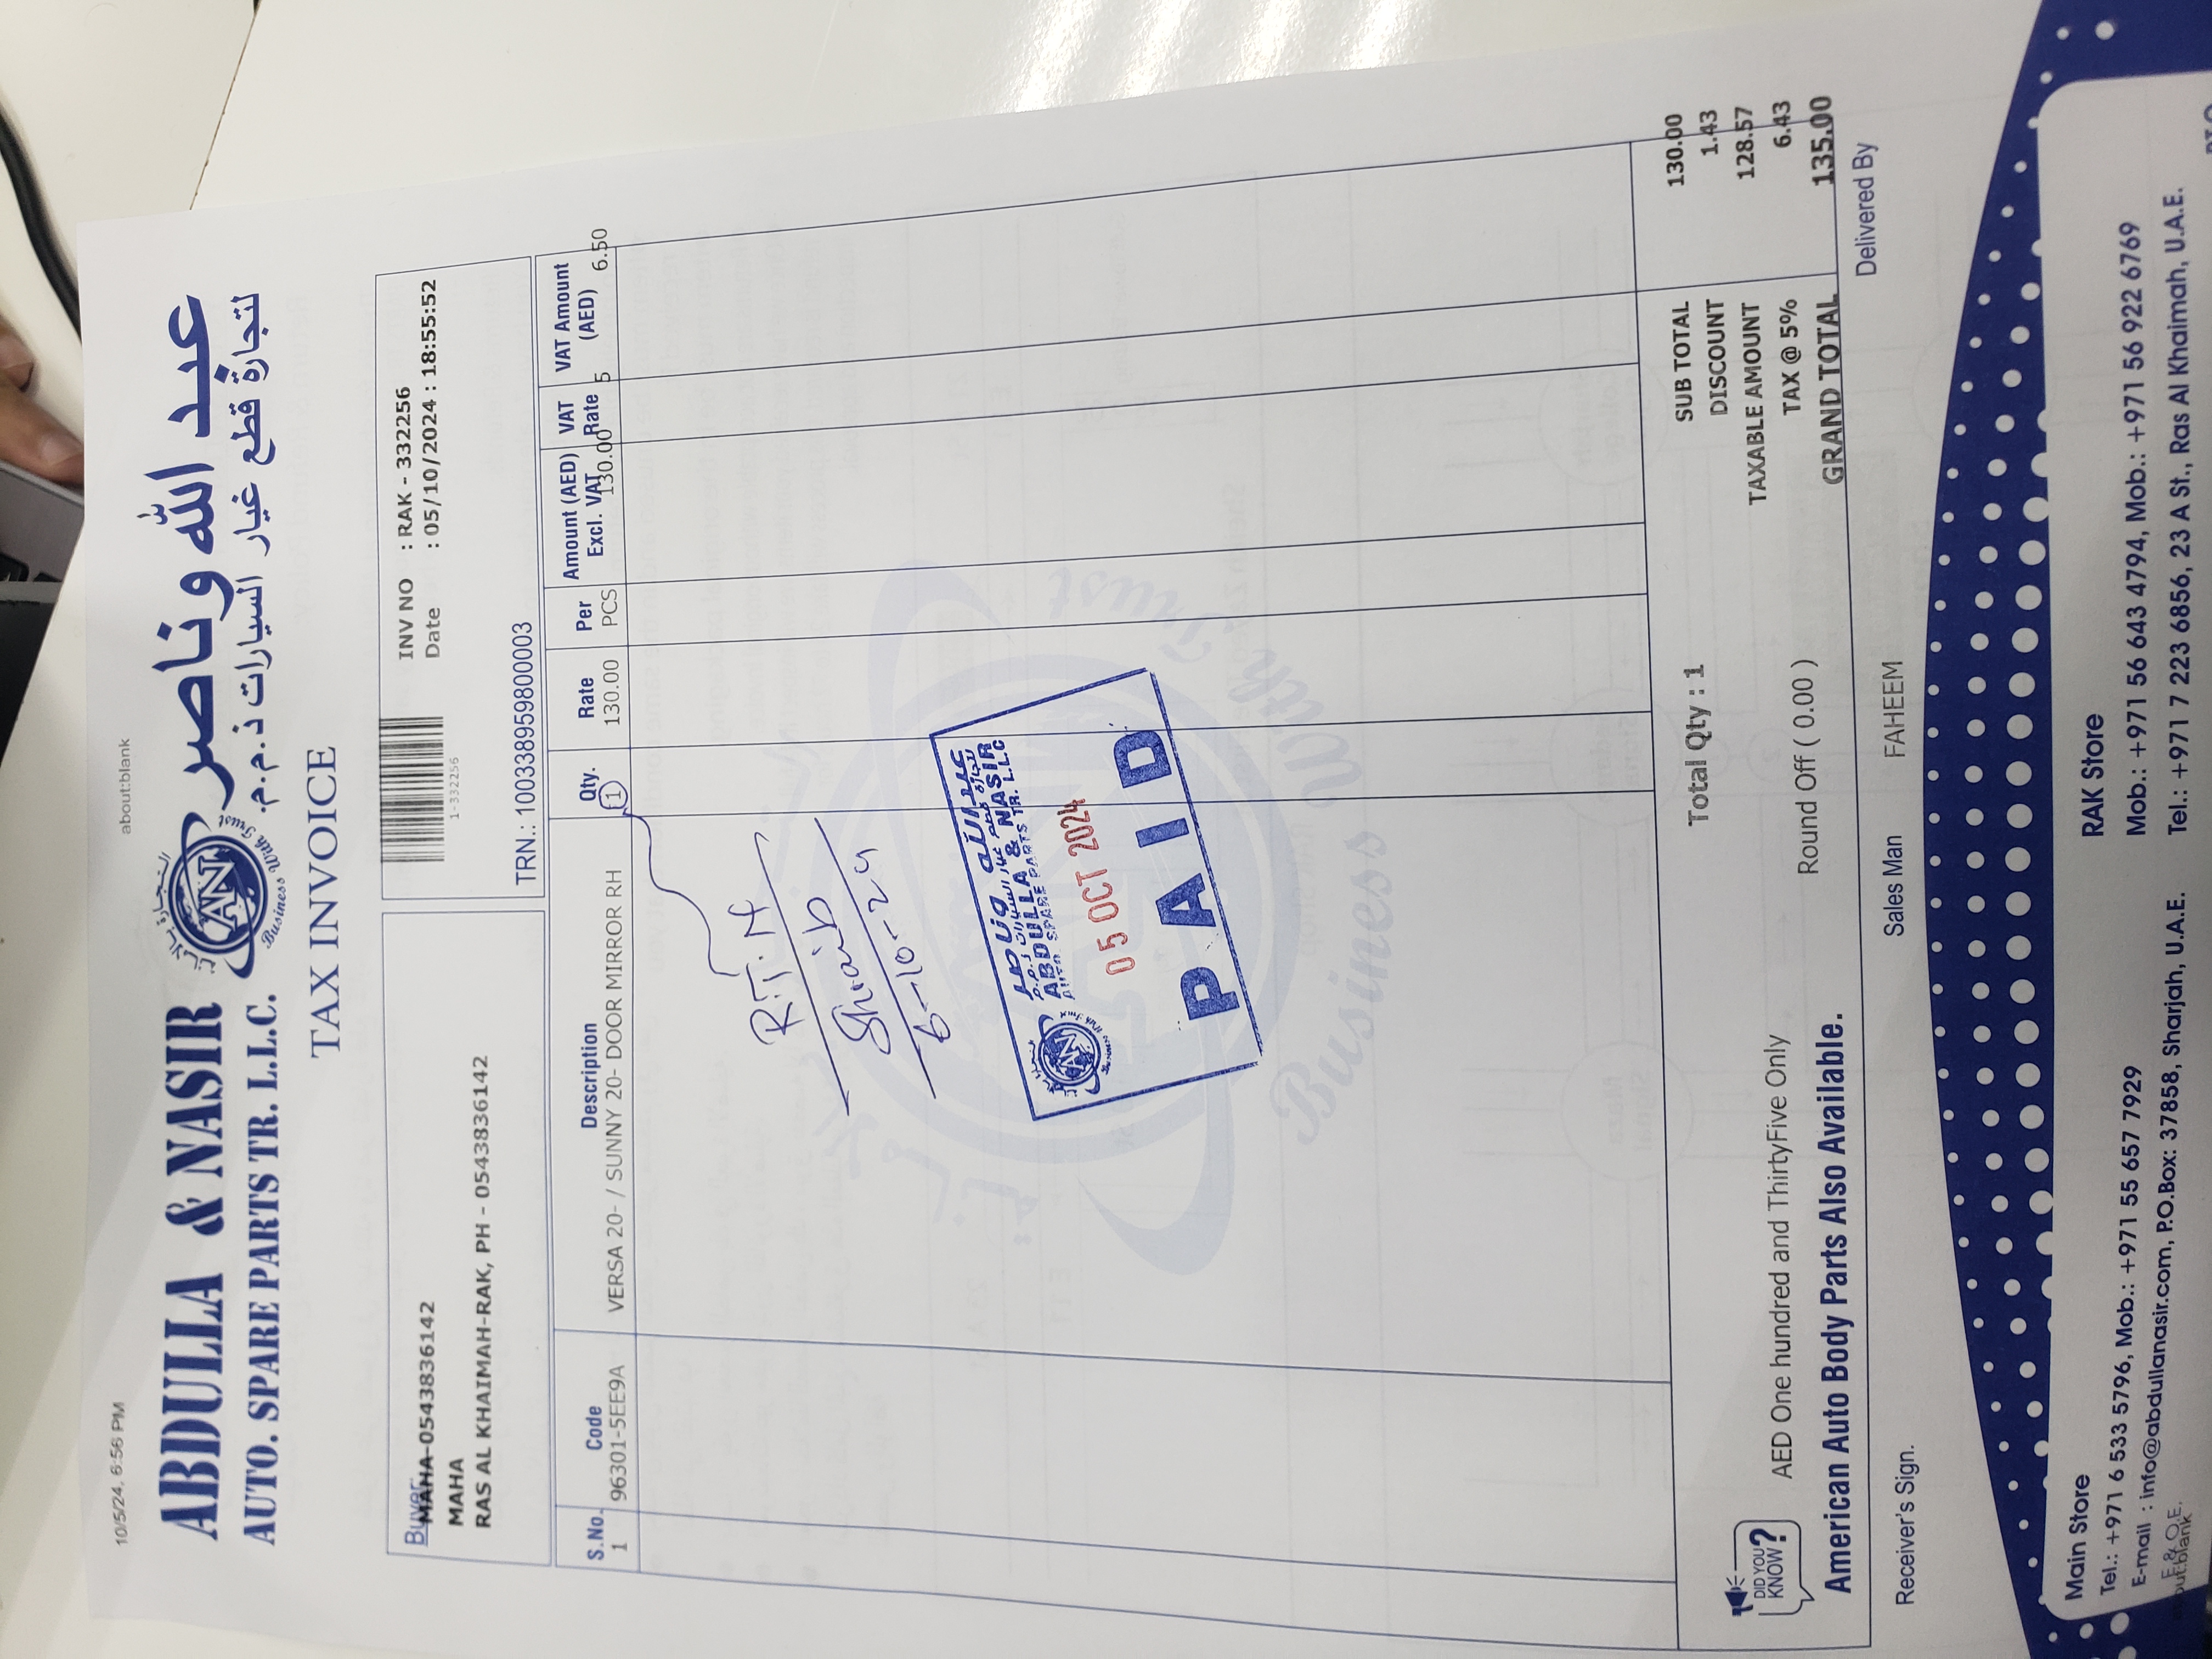 10/5/24, 6:56 PM about:blank
ABDULLA & NASIR عبد الله وناصر
AUTO. SPARE PARTS TR. L.L.C. لتجارة قطع غيار السيارات ذ.م.م.
AN
Business With Trust
TAX INVOICE
Buyer:
MAHA-0543836142
MAHA
RAS AL KHAIMAH-RAK, PH - 0543836142
1-332256
INV NO : RAK - 332256
Date : 05/10/2024 : 18:55:52
TRN.: 100338959800003
S.No. Code Description Qty. Rate Per Amount (AED) Excl. VAT VAT Rate VAT Amount (AED)
1 96301-5EE9A VERSA 20- / SUNNY 20- DOOR MIRROR RH 1 130.00 PCS 130.00 5 6.50
R.T.N
Shoaib
6-10-24
عبدالله وناصر
ABDULLA & NASIR
AUTO SPARE PARTS TR. L.L.C
05 OCT 2024
PAID
Business With Trust
Total Qty : 1
SUB TOTAL 130.00
DISCOUNT 1.43
TAXABLE AMOUNT 128.57
TAX @ 5% 6.43
GRAND TOTAL 135.00
DID YOU KNOW?
AED One hundred and ThirtyFive Only Round Off ( 0.00 )
American Auto Body Parts Also Available.
Receiver's Sign. Sales Man FAHEEM Delivered By
Main Store
Tel.: +971 6 533 5796, Mob.: +971 55 657 7929
E-mail : info@abdullanasir.com, P.O.Box: 37858, Sharjah, U.A.E.
RAK Store
Mob.: +971 56 643 4794, Mob.: +971 56 922 6769
Tel.: +971 7 223 6856, 23 A St., Ras Al Khaimah, U.A.E.
E & O.E.
out:blank